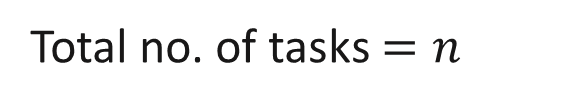 Total no. of tasks = n